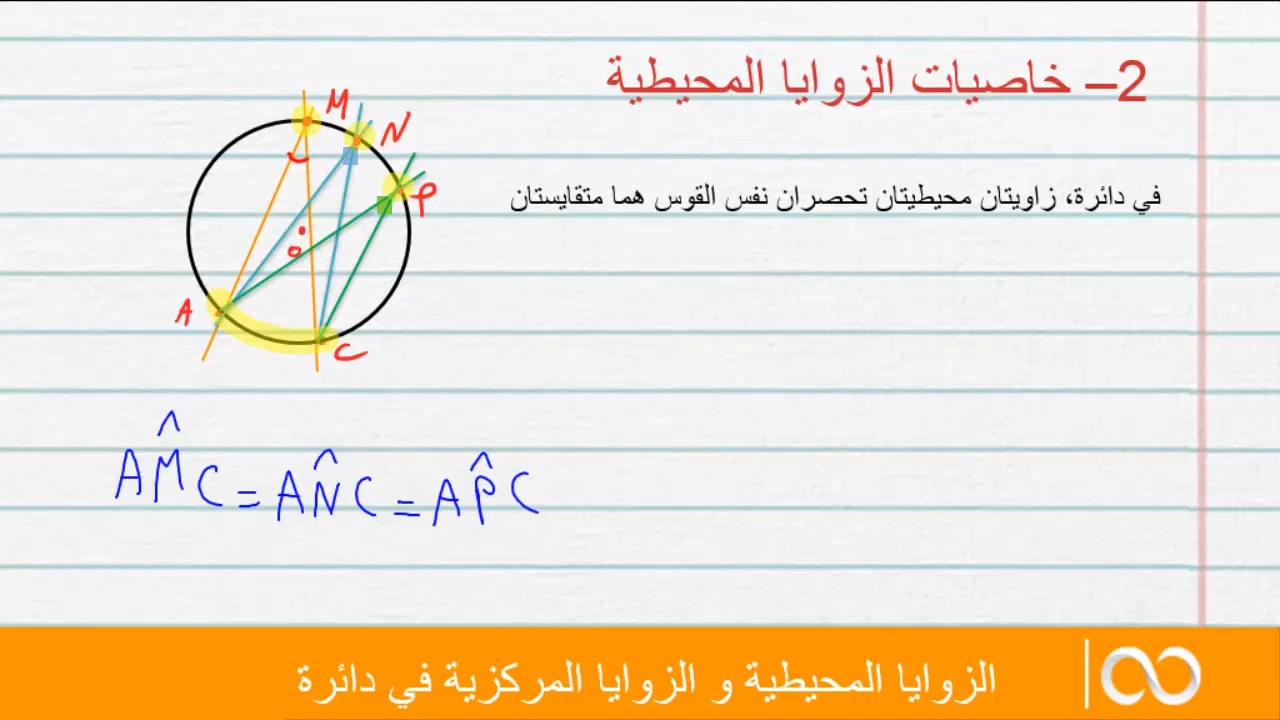 2– خاصيات الزوايا المحيطية
M
N
في دائرة، زاويتان محيطيتان تحصران نفس القوس هما متقايستان
P
o
A
C
AM̂C = AN̂C = AP̂C
الزوايا المحيطية و الزوايا المركزية في دائرة